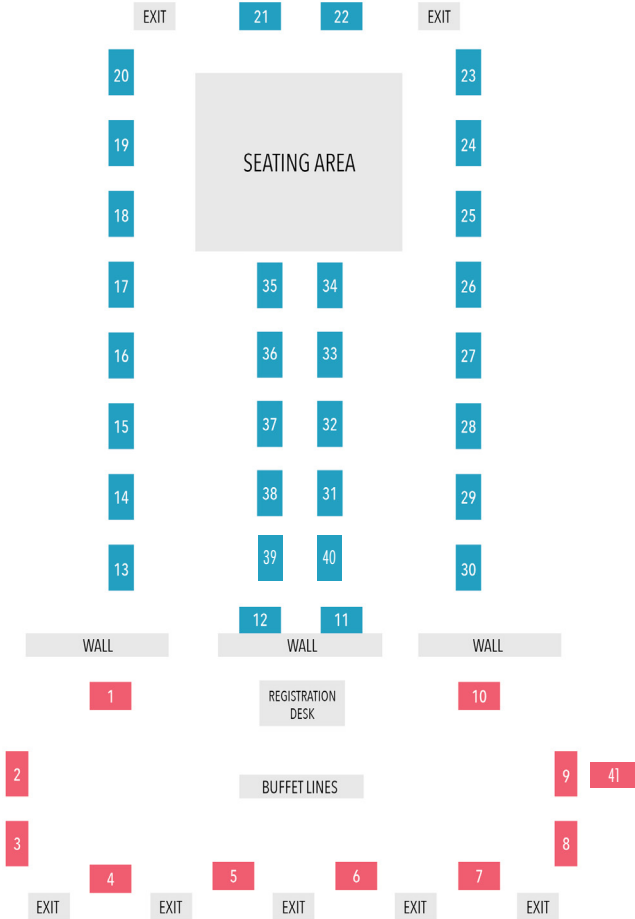 EXIT 21 22 EXIT
20 23
SEATING AREA
19 24
18 25
17 35 34 26
16 36 33 27
15 37 32 28
14 38 31 29
13 39 40 30
12 11
WALL WALL WALL
1 REGISTRATION DESK 10
2 BUFFET LINES 9 41
3 8
4 5 6 7
EXIT EXIT EXIT EXIT EXIT